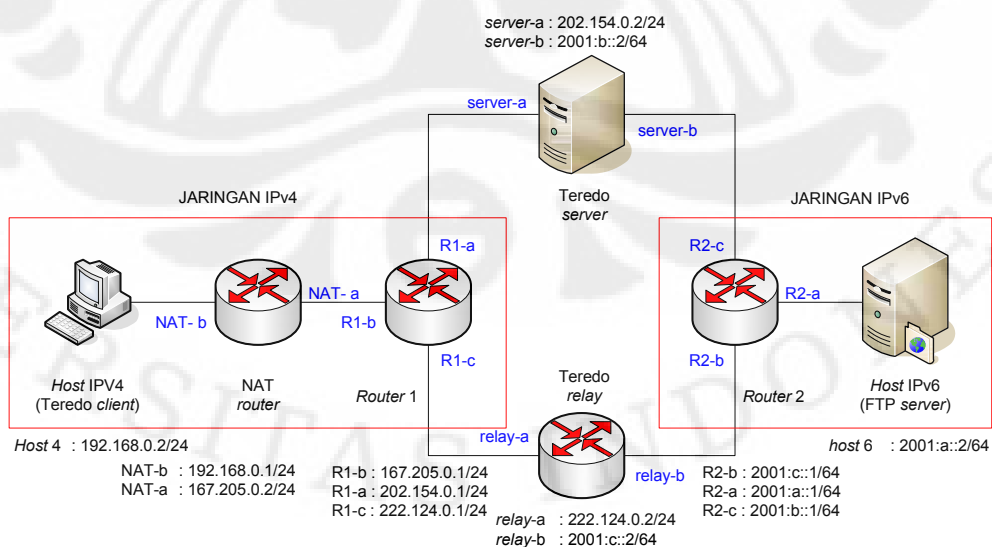 server-a : 202.154.0.2/24
server-b : 2001:b::2/64
server-a
server-b
Teredo
server
JARINGAN IPv4
JARINGAN IPv6
R1-a
R2-c
NAT- a
R2-a
NAT- b
R1-b
R1-c
R2-b
Host IPV4
(Teredo client)
NAT
router
Router 1
Teredo
relay
Router 2
Host IPv6
(FTP server)
relay-a
relay-b
Host 4 : 192.168.0.2/24
host 6 : 2001:a::2/64
NAT-b : 192.168.0.1/24
NAT-a : 167.205.0.2/24
R1-b : 167.205.0.1/24
R1-a : 202.154.0.1/24
R1-c : 222.124.0.1/24
R2-b : 2001:c::1/64
R2-a : 2001:a::1/64
R2-c : 2001:b::1/64
relay-a : 222.124.0.2/24
relay-b : 2001:c::2/64